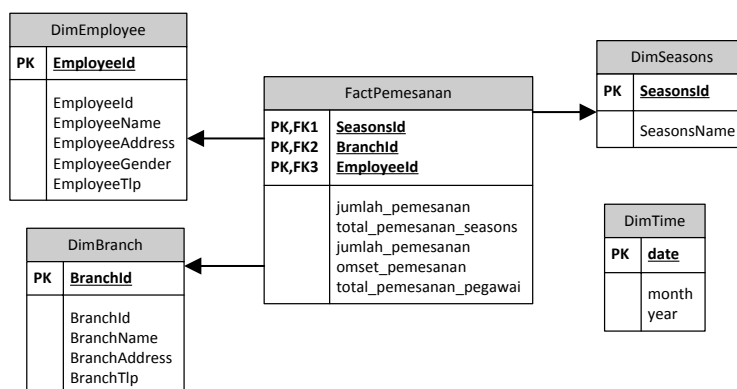 DimEmployee
PK EmployeeId
EmployeeId
EmployeeName
EmployeeAddress
EmployeeGender
EmployeeTlp
FactPemesanan
PK,FK1 SeasonsId
PK,FK2 BranchId
PK,FK3 EmployeeId
jumlah_pemesanan
total_pemesanan_seasons
jumlah_pemesanan
omset_pemesanan
total_pemesanan_pegawai
DimSeasons
PK SeasonsId
SeasonsName
DimBranch
PK BranchId
BranchId
BranchName
BranchAddress
BranchTlp
DimTime
PK date
month
year